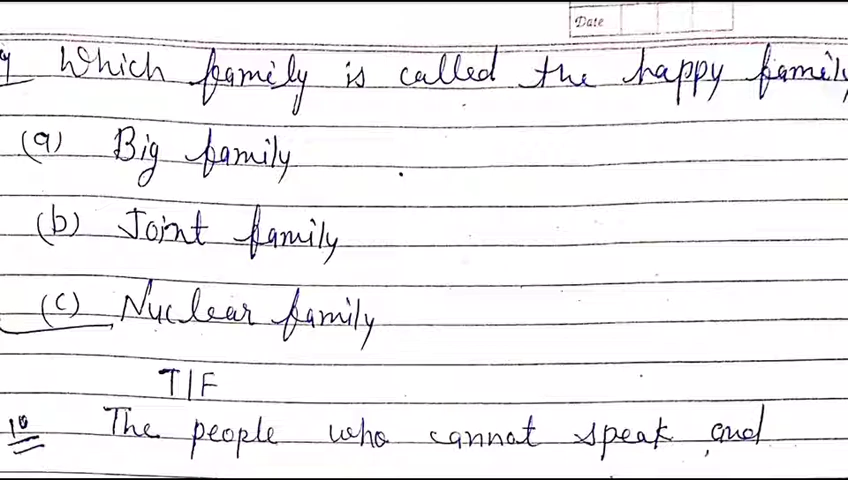 Date
Which family is called the happy family
(a) Big family
(b) Joint family
(c) Nuclear family
T|F
10 The people who cannot speak and